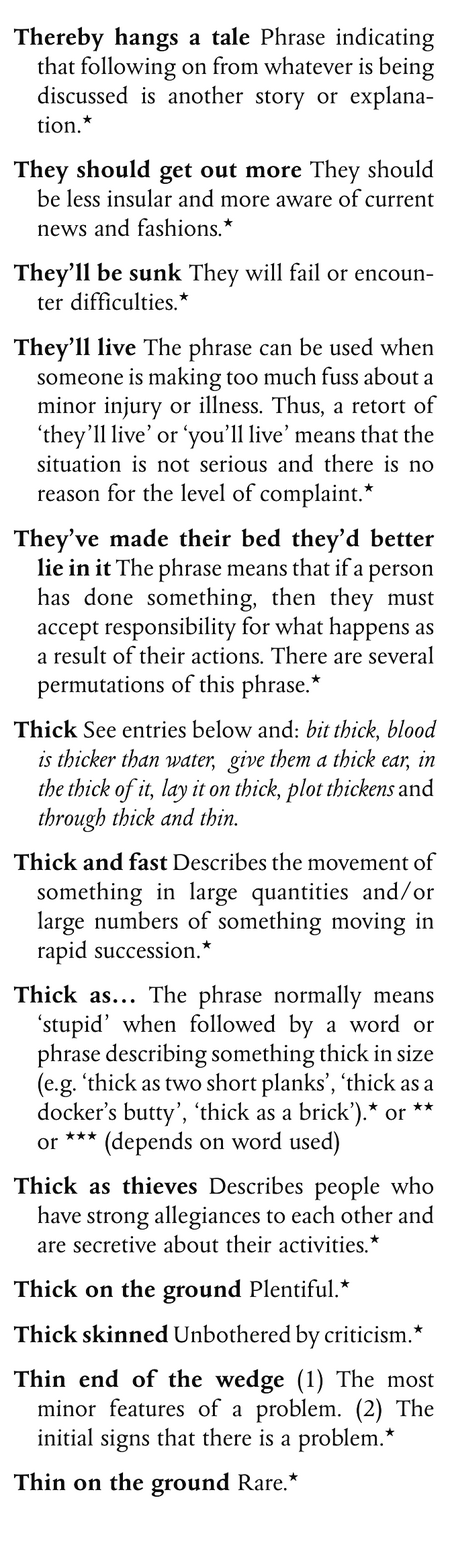 Thereby hangs a tale Phrase indicating
that following on from whatever is being
discussed is another story or explana-
tion.★
They should get out more They should
be less insular and more aware of current
news and fashions.★
They’ll be sunk They will fail or encoun-
ter difficulties.★
They’ll live The phrase can be used when
someone is making too much fuss about a
minor injury or illness. Thus, a retort of
‘they’ll live’ or ‘you’ll live’ means that the
situation is not serious and there is no
reason for the level of complaint.★
They’ve made their bed they’d better
lie in it The phrase means that if a person
has done something, then they must
accept responsibility for what happens as
a result of their actions. There are several
permutations of this phrase.★
Thick See entries below and: bit thick, blood
is thicker than water, give them a thick ear, in
the thick of it, lay it on thick, plot thickens and
through thick and thin.
Thick and fast Describes the movement of
something in large quantities and/or
large numbers of something moving in
rapid succession.★
Thick as… The phrase normally means
‘stupid’ when followed by a word or
phrase describing something thick in size
(e.g. ‘thick as two short planks’, ‘thick as a
docker’s butty’, ‘thick as a brick’).★ or ★★
or ★★★ (depends on word used)
Thick as thieves Describes people who
have strong allegiances to each other and
are secretive about their activities.★
Thick on the ground Plentiful.★
Thick skinned Unbothered by criticism.★
Thin end of the wedge (1) The most
minor features of a problem. (2) The
initial signs that there is a problem.★
Thin on the ground Rare.★